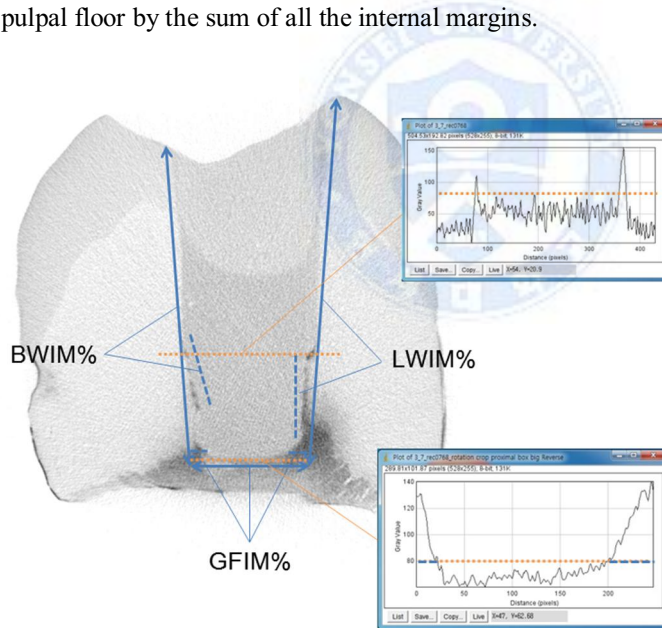 pulpal floor by the sum of all the internal margins.
Plot of 3_7_rec0768
504.53x192.82 pixels (528x255); 8-bit; 131K
150
100
50
Gray Value
0 100 200 300 400
Distance (pixels)
List Save... Copy... Live X=54, Y=20.9
BWIM%
LWIM%
Plot of 3_7_rec0768_rotation crop proximal box big Reverse
289.81x101.87 pixels (528x255); 8-bit; 131K
140
120
100
80
Gray Value
0 50 100 150 200
Distance (pixels)
List Save... Copy... Live X=47, Y=62.68
GFIM%